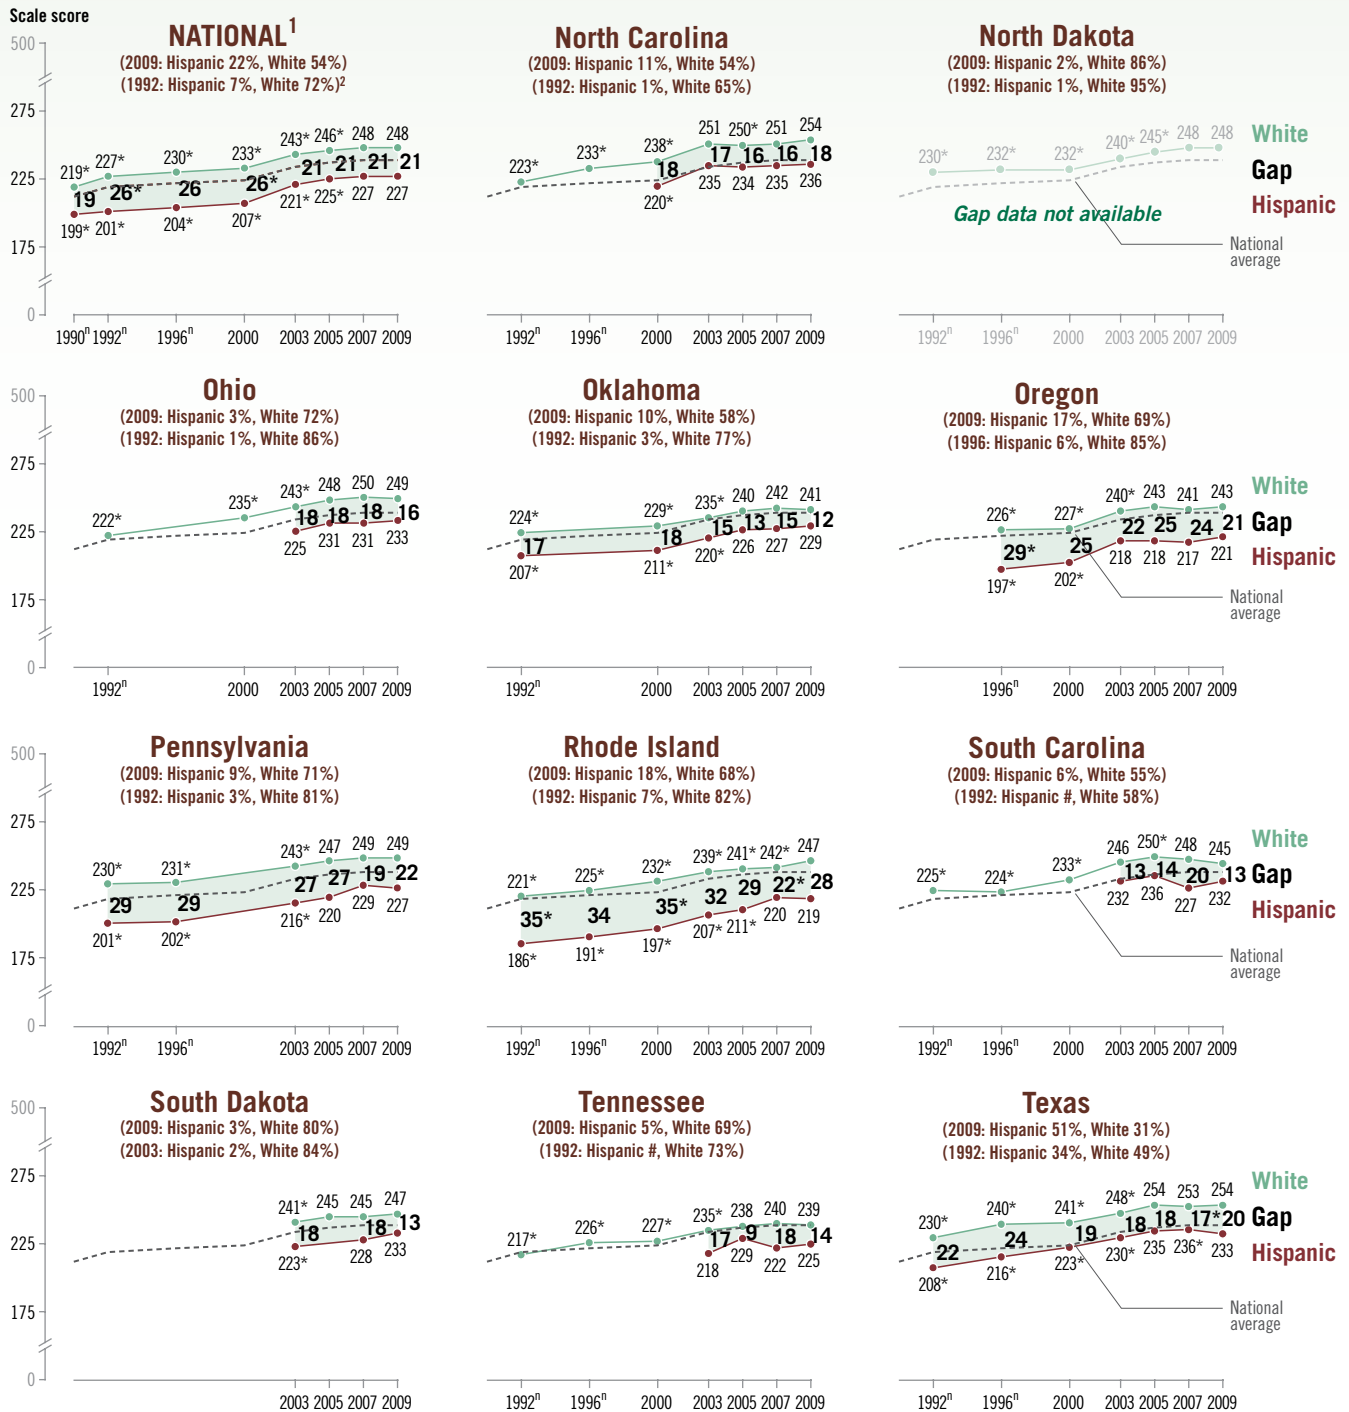 Scale score
NATIONAL1
(2009: Hispanic 22%, White 54%)
(1992: Hispanic 7%, White 72%)2
500
275
225
175
0
219* 227* 230* 233* 243* 246* 248 248
19 26* 26 26* 21 21 21 21
199* 201* 204* 207* 221* 225* 227 227
1990n 1992n 1996n 2000 2003 2005 2007 2009
North Carolina
(2009: Hispanic 11%, White 54%)
(1992: Hispanic 1%, White 65%)
223* 233* 238* 251 250* 251 254
18 17 16 16 18
220* 235 234 235 236
1992n 1996n 2000 2003 2005 2007 2009
North Dakota
(2009: Hispanic 2%, White 86%)
(1992: Hispanic 1%, White 95%)
230* 232* 232* 240* 245* 248 248
Gap data not available
White
Gap
Hispanic
National
average
1992n 1996n 2000 2003 2005 2007 2009
Ohio
(2009: Hispanic 3%, White 72%)
(1992: Hispanic 1%, White 86%)
500
275
225
175
0
222* 235* 243* 248 250 249
18 18 18 16
225 231 231 233
1992n 2000 2003 2005 2007 2009
Oklahoma
(2009: Hispanic 10%, White 58%)
(1992: Hispanic 3%, White 77%)
224* 229* 235* 240 242 241
17 18 15 13 15 12
207* 211* 220* 226 227 229
1992n 2000 2003 2005 2007 2009
Oregon
(2009: Hispanic 17%, White 69%)
(1996: Hispanic 6%, White 85%)
226* 227* 240* 243 241 243
29* 25 22 25 24 21
197* 202* 218 218 217 221
White
Gap
Hispanic
National
average
1996n 2000 2003 2005 2007 2009
Pennsylvania
(2009: Hispanic 9%, White 71%)
(1992: Hispanic 3%, White 81%)
500
275
225
175
0
230* 231* 243* 247 249 249
29 29 27 27 19 22
201* 202* 216* 220 229 227
1992n 1996n 2003 2005 2007 2009
Rhode Island
(2009: Hispanic 18%, White 68%)
(1992: Hispanic 7%, White 82%)
221* 225* 232* 239* 241* 242* 247
35* 34 35* 32 29 22* 28
186* 191* 197* 207* 211* 220 219
1992n 1996n 2000 2003 2005 2007 2009
South Carolina
(2009: Hispanic 6%, White 55%)
(1992: Hispanic #, White 58%)
225* 224* 233* 246 250* 248 245
13 14 20 13
232 236 227 232
White
Gap
Hispanic
National
average
1992n 1996n 2000 2003 2005 2007 2009
South Dakota
(2009: Hispanic 3%, White 80%)
(2003: Hispanic 2%, White 84%)
500
275
225
175
0
241* 245 245 247
18 18 13
223* 228 233
2003 2005 2007 2009
Tennessee
(2009: Hispanic 5%, White 69%)
(1992: Hispanic #, White 73%)
217* 226* 227* 235* 238 240 239
17 9 18 14
218 229 222 225
1992n 1996n 2000 2003 2005 2007 2009
Texas
(2009: Hispanic 51%, White 31%)
(1992: Hispanic 34%, White 49%)
230* 240* 241* 248* 254 253 254
22 24 19 18 18 17* 20
208* 216* 223* 230* 235 236* 233
White
Gap
Hispanic
National
average
1992n 1996n 2000 2003 2005 2007 2009